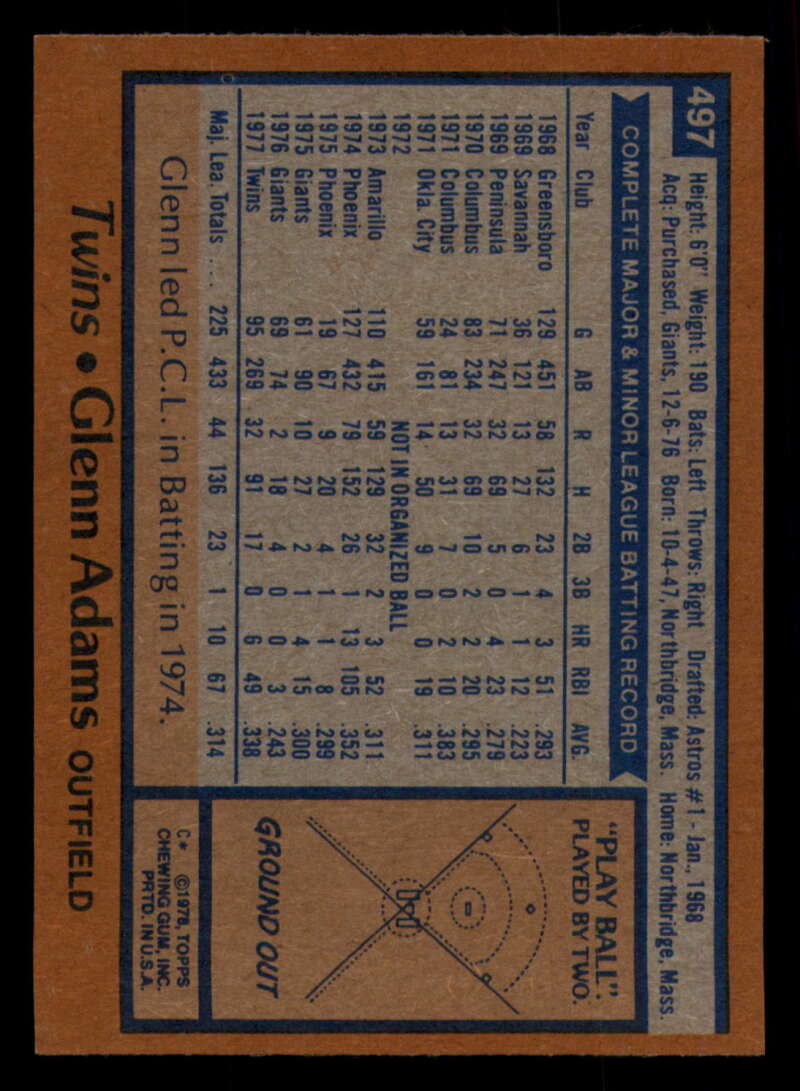 497
Height: 6'0" Weight: 190 Bats: Left Throws: Right Drafted: Astros #1 - Jan., 1968
Acq: Purchased, Giants, 12-6-76 Born: 10-4-47, Northbridge, Mass. Home: Northbridge, Mass.
COMPLETE MAJOR & MINOR LEAGUE BATTING RECORD
Year Club G AB R H 2B 3B HR RBI AVG.
1968 Greensboro 129 451 58 132 23 4 3 51 .293
1969 Savannah 36 121 13 27 6 1 1 12 .223
1969 Peninsula 71 247 32 69 5 0 4 23 .279
1970 Columbus 83 234 32 69 10 2 2 20 .295
1971 Columbus 24 81 13 31 7 0 2 10 .383
1971 Okla. City 59 161 14 50 9 0 0 19 .311
1972 NOT IN ORGANIZED BALL
1973 Amarillo 110 415 59 129 32 2 3 52 .311
1974 Phoenix 127 432 79 152 26 1 13 105 .352
1975 Phoenix 19 67 9 20 4 1 1 8 .299
1975 Giants 61 90 10 27 2 1 4 15 .300
1976 Giants 69 74 2 18 4 0 0 3 .243
1977 Twins 95 269 32 91 17 0 6 49 .338
Maj. Lea. Totals .... 225 433 44 136 23 1 10 67 .314
Glenn led P.C.L. in Batting in 1974.
"PLAY BALL".
PLAYED BY TWO.
GROUND OUT
C* ©1978, TOPPS
CHEWING GUM, INC.
PRTD. IN U.S.A.
Twins • Glenn Adams OUTFIELD